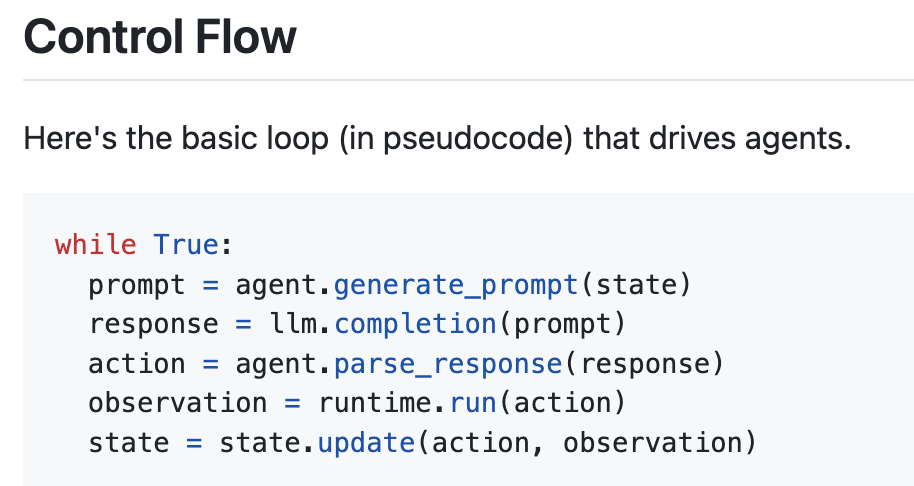 Control Flow
Here's the basic loop (in pseudocode) that drives agents.
while True:
  prompt = agent.generate_prompt(state)
  response = llm.completion(prompt)
  action = agent.parse_response(response)
  observation = runtime.run(action)
  state = state.update(action, observation)